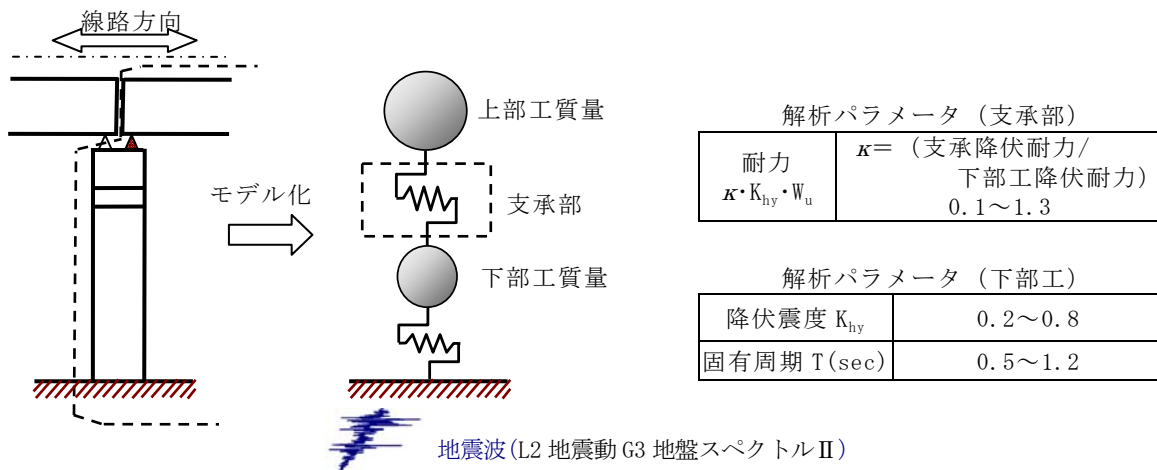 線路方向
モデル化
上部工質量
支承部
下部工質量
地震波(L2 地震動 G3 地盤スペクトルⅡ)
解析パラメータ（支承部）
耐力
κ・Khy・Wu
κ＝（支承降伏耐力/
下部工降伏耐力）
0.1～1.3
解析パラメータ（下部工）
降伏震度 Khy
0.2～0.8
固有周期 T(sec)
0.5～1.2